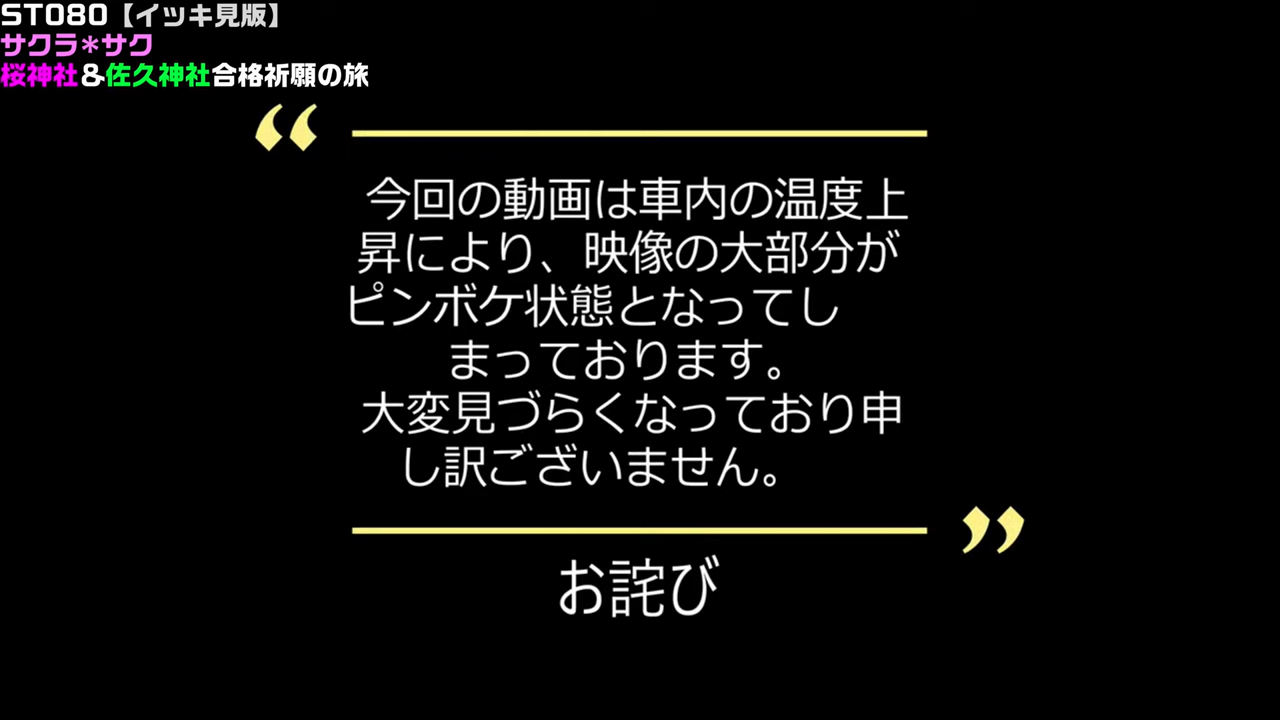 ST080【イッキ見版】
サクラ*サク
桜神社&佐久神社合格祈願の旅
“
今回の動画は車内の温度上
昇により、映像の大部分が
ピンボケ状態となってし
まっております。
大変見づらくなっており申
し訳ございません。
”
お詫び